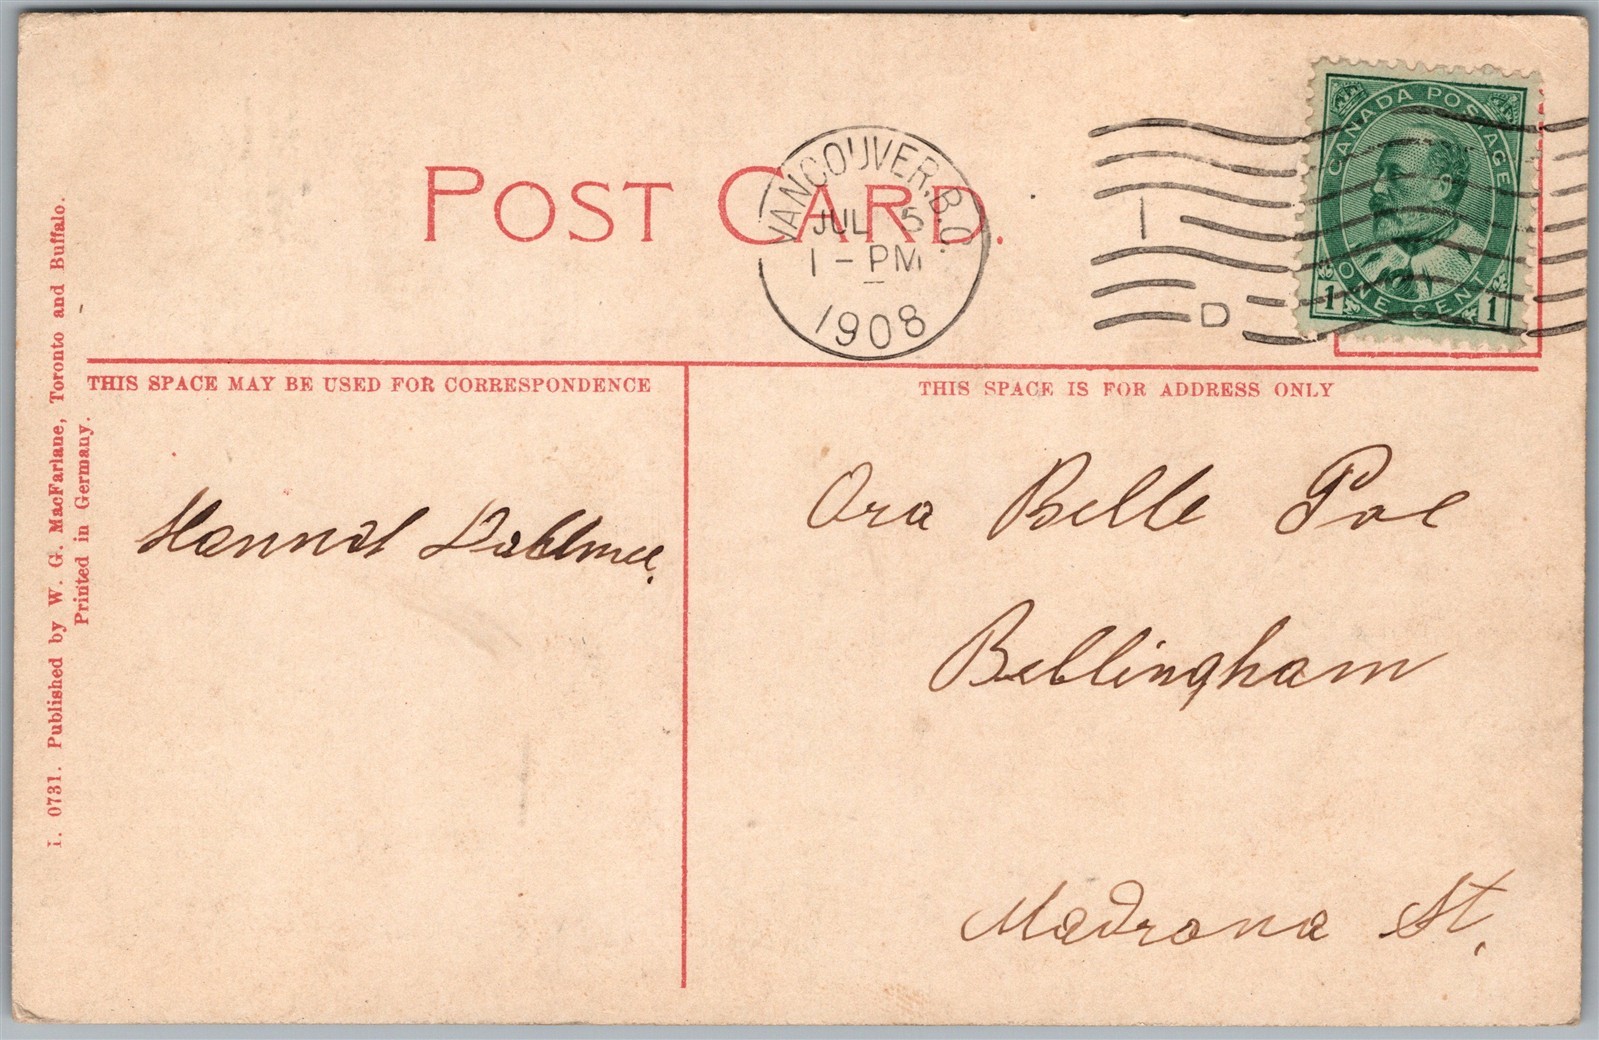 POST CARD.
VANCOUVER, B.C.
JUL 5
1 - PM
1908
D
CANADA POSTAGE
ONE CENT
1 1
THIS SPACE MAY BE USED FOR CORRESPONDENCE
THIS SPACE IS FOR ADDRESS ONLY
I. 0731. Published by W. G. MacFarlane, Toronto and Buffalo.
Printed in Germany.
Ora Belle Poe
Bellingham
Madrona St.